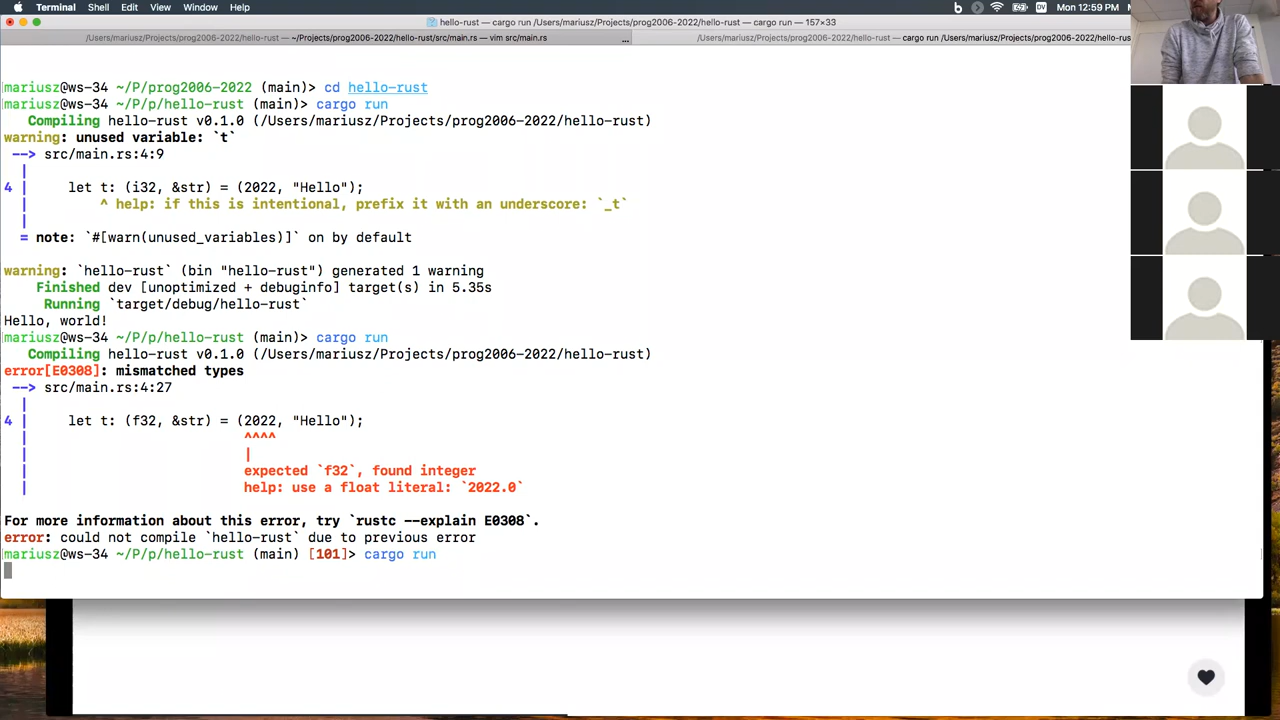 Terminal Shell Edit View Window Help
DV Mon 12:59 PM
hello-rust — cargo run /Users/mariusz/Projects/prog2006-2022/hello-rust — cargo run — 157×33
/Users/mariusz/Projects/prog2006-2022/hello-rust — ~/Projects/prog2006-2022/hello-rust/src/main.rs — vim src/main.rs ...
/Users/mariusz/Projects/prog2006-2022/hello-rust — cargo run /Users/mariusz/Projects/prog2006-2022/hello-rus
mariusz@ws-34 ~/P/prog2006-2022 (main)> cd hello-rust
mariusz@ws-34 ~/P/p/hello-rust (main)> cargo run
Compiling hello-rust v0.1.0 (/Users/mariusz/Projects/prog2006-2022/hello-rust)
warning: unused variable: `t`
--> src/main.rs:4:9
|
4 | let t: (i32, &str) = (2022, "Hello");
| ^ help: if this is intentional, prefix it with an underscore: `_t`
|
= note: `#[warn(unused_variables)]` on by default
warning: `hello-rust` (bin "hello-rust") generated 1 warning
Finished dev [unoptimized + debuginfo] target(s) in 5.35s
Running `target/debug/hello-rust`
Hello, world!
mariusz@ws-34 ~/P/p/hello-rust (main)> cargo run
Compiling hello-rust v0.1.0 (/Users/mariusz/Projects/prog2006-2022/hello-rust)
error[E0308]: mismatched types
--> src/main.rs:4:27
|
4 | let t: (f32, &str) = (2022, "Hello");
| ^^^^
| |
| expected `f32`, found integer
| help: use a float literal: `2022.0`
For more information about this error, try `rustc --explain E0308`.
error: could not compile `hello-rust` due to previous error
mariusz@ws-34 ~/P/p/hello-rust (main) [101]> cargo run